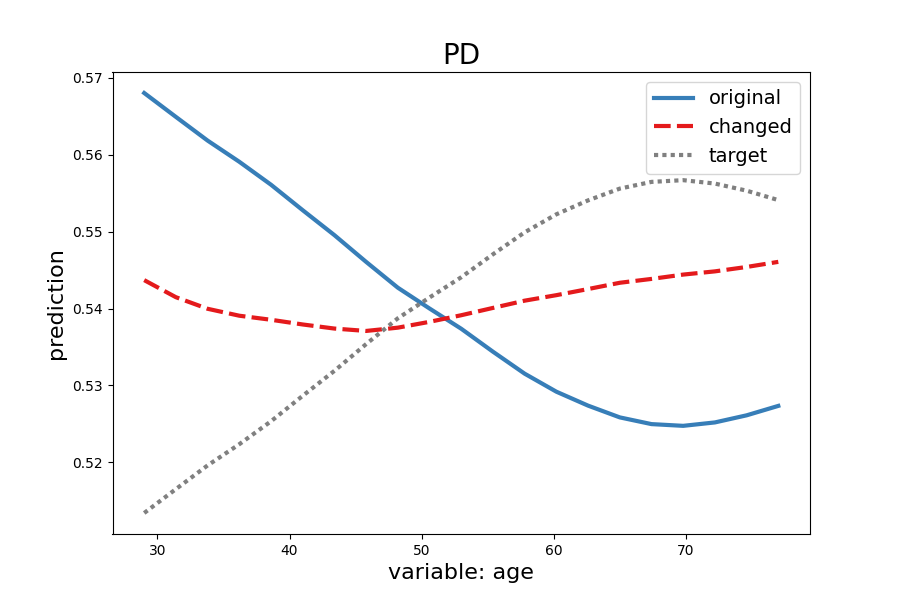 PD
original
changed
target
prediction
0.57
0.56
0.55
0.54
0.53
0.52
30 40 50 60 70
variable: age